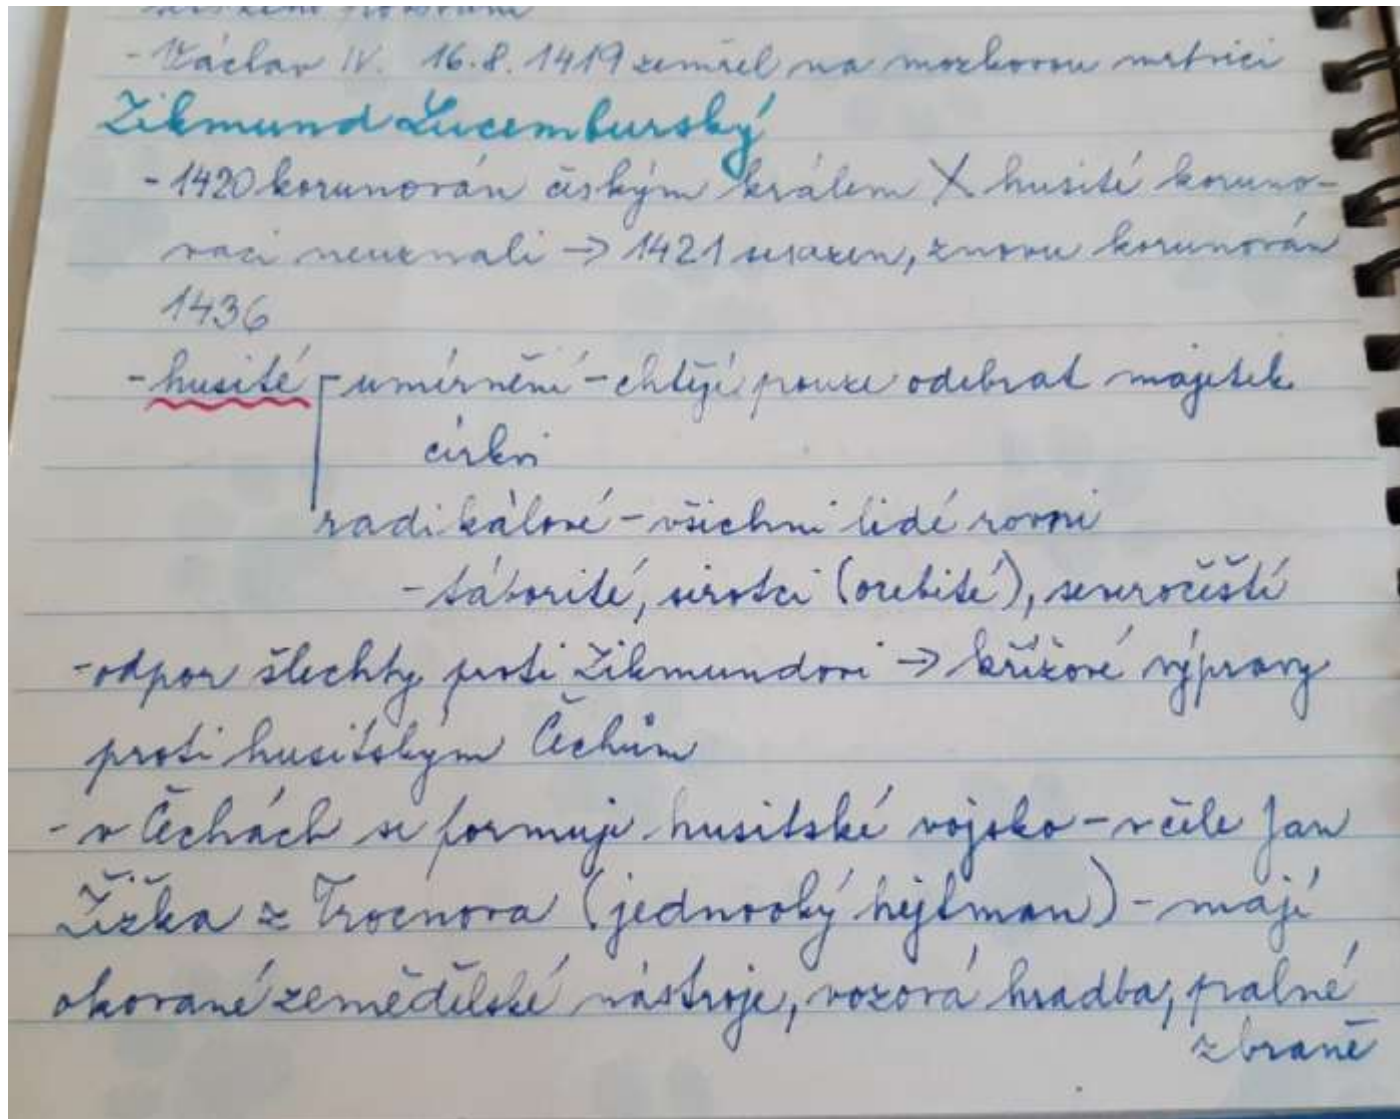 - Václav IV. 16.8.1419 zemřel na mozkovou mrtvici
Zikmund Lucemburský
- 1420 korunován českým králem X husité koruno-
vaci neuznali → 1421 sesazen, znovu korunován
1436
- husité - umírnění - chtějí pouze odebrat majetek
církvi
radikálové - všichni lidé rovni
- táborité, sirotci (orebité), severočeští
- odpor šlechty proti Zikmundovi → křížové výpravy
proti husitským Čechům
- v Čechách se formuje husitské vojsko - v čele Jan
Žižka z Trocnova (jednooký hejtman) - mají
okované zemědělské nástroje, vozová hradba, palné
zbraně